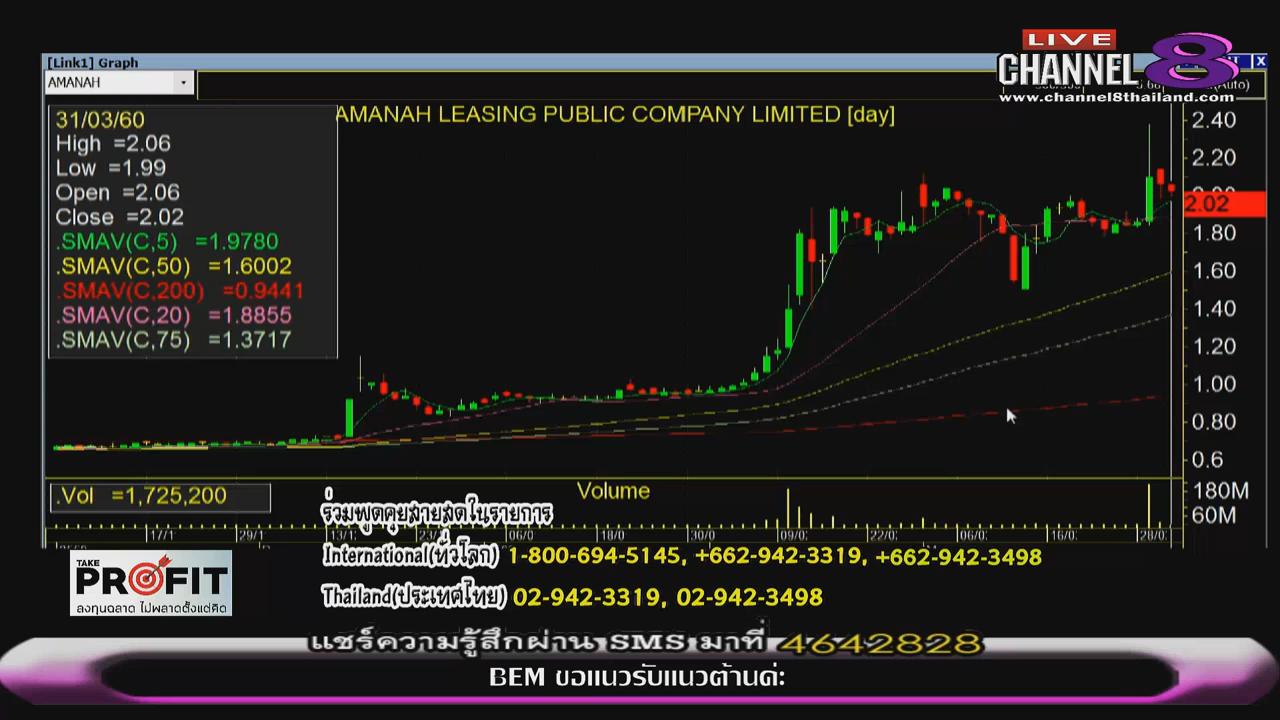 LIVE
CHANNEL 8
www.channel8thailand.com
[Link1] Graph
AMANAH
AMANAH LEASING PUBLIC COMPANY LIMITED [day]
31/03/60
High =2.06
Low =1.99
Open =2.06
Close =2.02
.SMAV(C,5) =1.9780
.SMAV(C,50) =1.6002
.SMAV(C,200) =0.9441
.SMAV(C,20) =1.8855
.SMAV(C,75) =1.3717
2.40
2.20
2.02
1.80
1.60
1.40
1.20
1.00
0.80
0.6
.Vol =1,725,200
Volume
180M
60M
17/1
29/1
13/1
23/0
06/0
18/0
30/0
09/0
22/0
06/0
16/0
28/0
ร่วมพูดคุยสายสดในรายการ
International(ทั่วโลก) 1-800-694-5145, +662-942-3319, +662-942-3498
Thailand(ประเทศไทย) 02-942-3319, 02-942-3498
TAKE
PROFIT
ลงทุนฉลาด ไม่พลาดตั้งแต่คิด
แชร์ความรู้สึกผ่าน SMS มาที่ 4642828
BEM ขอแนวรับแนวต้านค่ะ